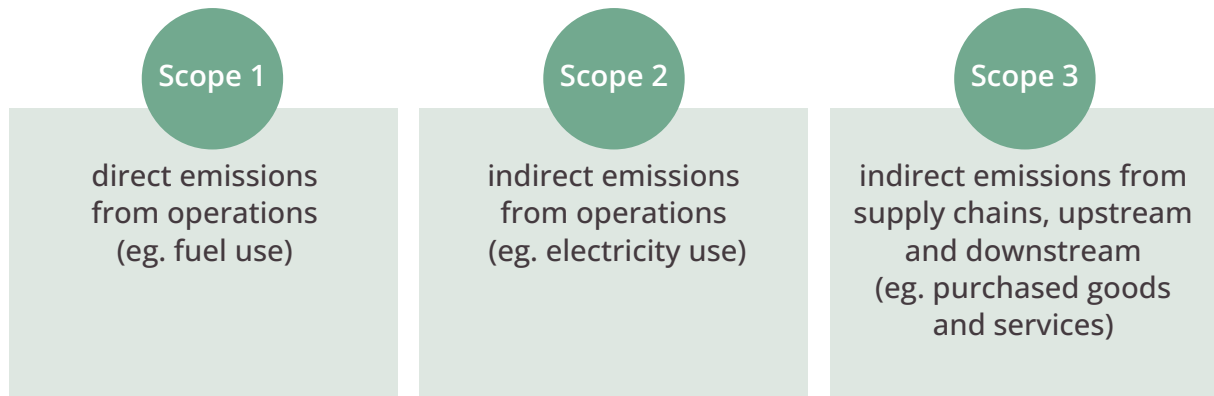 Scope 1
direct emissions
from operations
(eg. fuel use)
Scope 2
indirect emissions
from operations
(eg. electricity use)
Scope 3
indirect emissions from
supply chains, upstream
and downstream
(eg. purchased goods
and services)